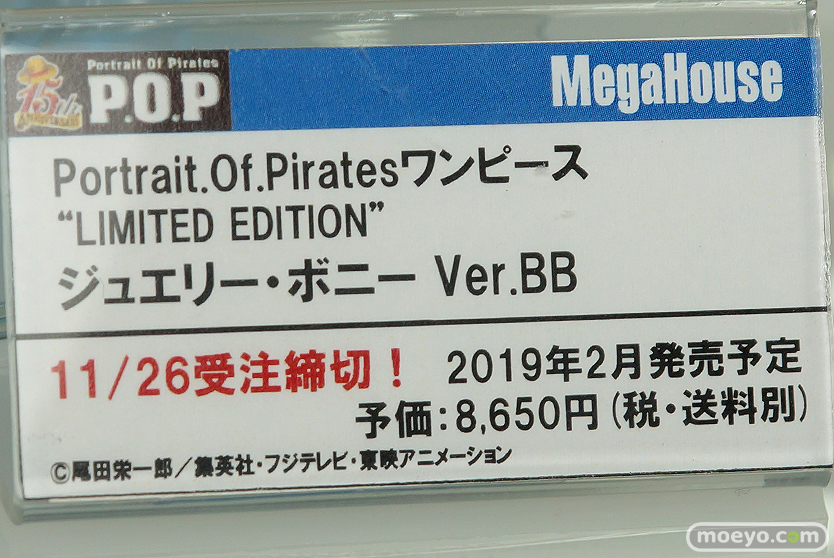 15th
ANNIVERSARY
Portrait Of Pirates
P.O.P
MegaHouse
Portrait.Of.Piratesワンピース
“LIMITED EDITION”
ジュエリー・ボニー Ver.BB
11/26受注締切！ 2019年2月発売予定
予価：8,650円（税・送料別）
©尾田栄一郎／集英社・フジテレビ・東映アニメーション
moeyo.com